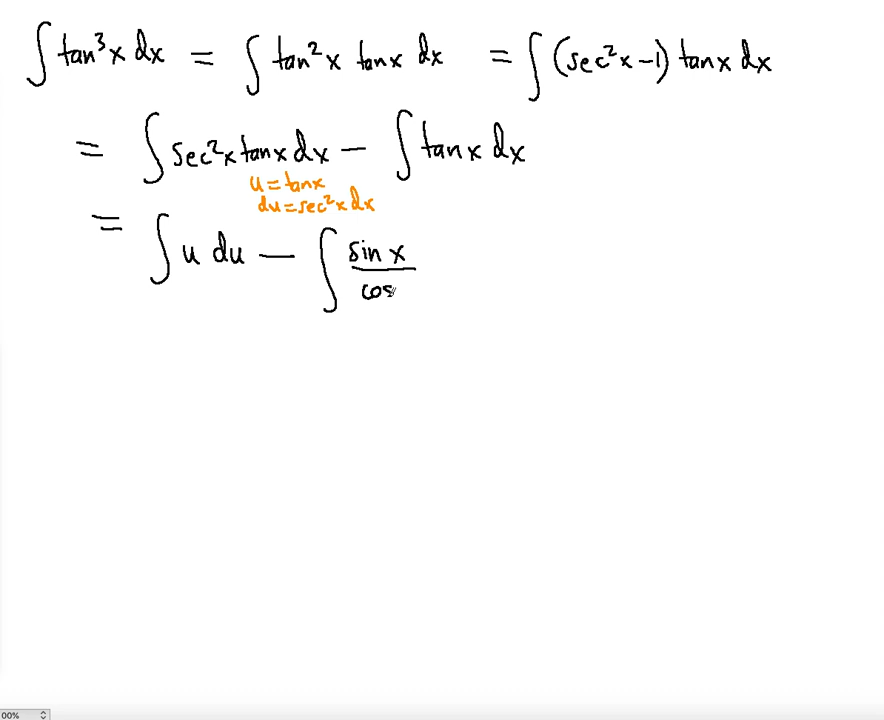 ∫ tan³x dx = ∫ tan²x tanx dx = ∫ (sec²x-1) tanx dx
= ∫ sec²x tanx dx - ∫ tanx dx
u=tanx
du=sec²x dx
= ∫ u du - ∫ sin x / cos
00%